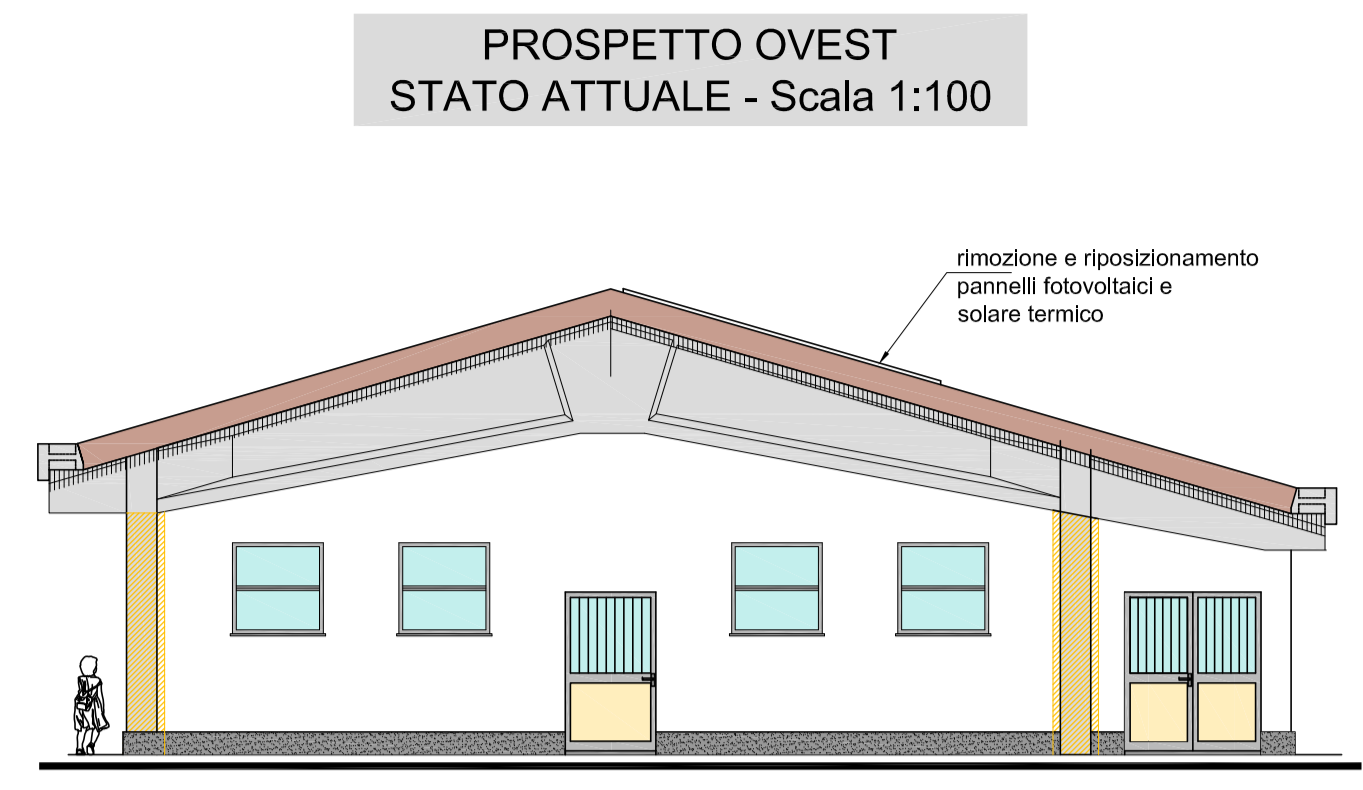 PROSPETTO OVEST
STATO ATTUALE - Scala 1:100
rimozione e riposizionamento
pannelli fotovoltaici e
solare termico